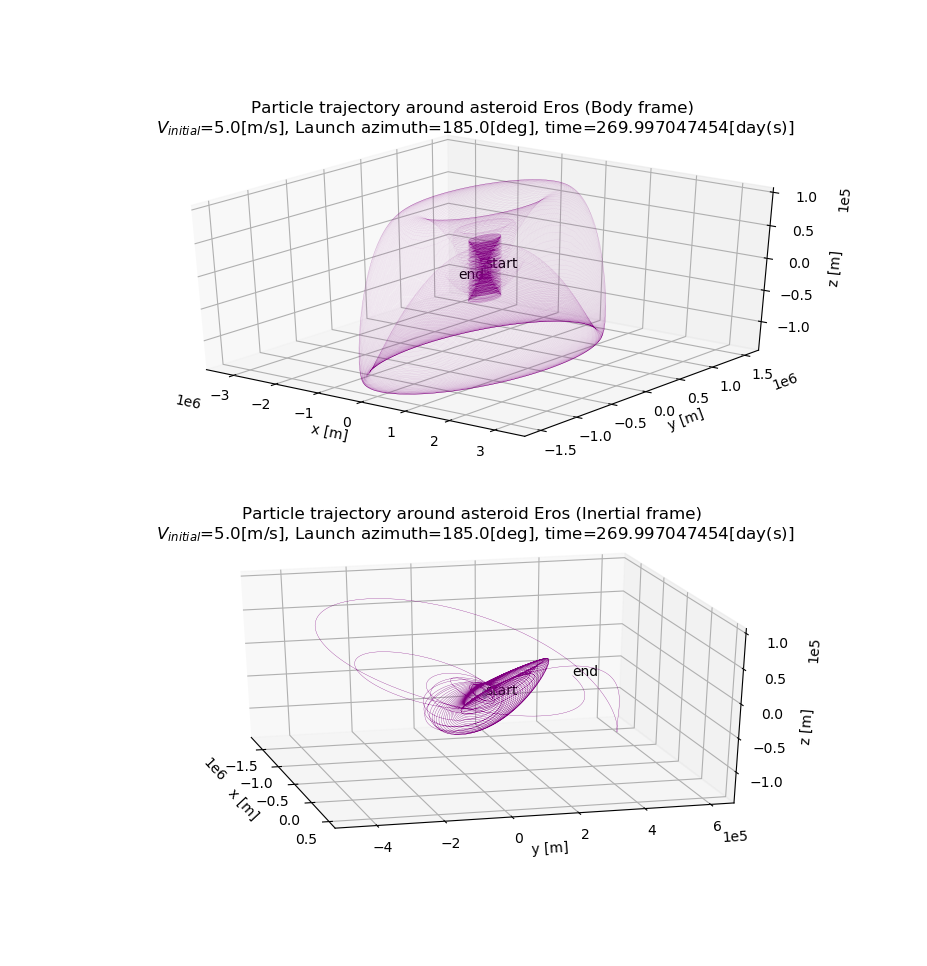 Particle trajectory around asteroid Eros (Body frame)
V_initial=5.0[m/s], Launch azimuth=185.0[deg], time=269.997047454[day(s)]
1e5
1.0
0.5
0.0
−0.5
−1.0
z [m]
start
end
1e6
−3
−2
−1
0
1
2
3
x [m]
−1.5
−1.0
−0.5
0.0
0.5
1.0
1.5
1e6
y [m]
Particle trajectory around asteroid Eros (Inertial frame)
V_initial=5.0[m/s], Launch azimuth=185.0[deg], time=269.997047454[day(s)]
1e5
1.0
0.5
0.0
−0.5
−1.0
z [m]
end
start
1e6
−1.5
−1.0
−0.5
0.0
0.5
x [m]
−4
−2
0
2
4
6
1e5
y [m]